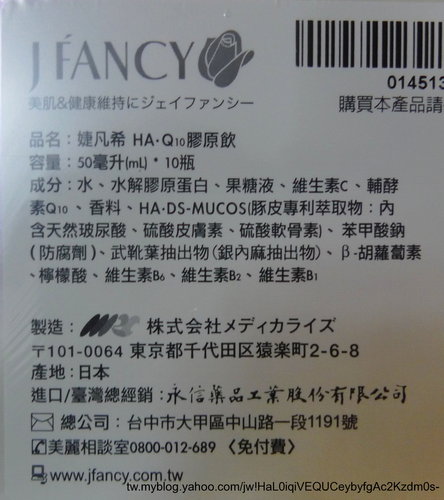 J FANCY
美肌&健康維持にジェイファンシー
014513
購買本產品請
品名：婕凡希 HA·Q10膠原飲
容量：50毫升(mL)*10瓶
成分：水、水解膠原蛋白、果糖液、維生素C、輔酵
素Q10、香料、HA-DS-MUCOS(豚皮專利萃取物：內
含天然玻尿酸、硫酸皮膚素、硫酸軟骨素)、苯甲酸鈉
(防腐劑)、武靴葉抽出物(銀內麻抽出物)、β-胡蘿蔔素
、檸檬酸、維生素B6、維生素B2、維生素B1
製造：株式会社メディカライズ
〒101-0064 東京都千代田区猿楽町2-6-8
產地：日本
進口/臺灣總經銷：永信藥品工業股份有限公司
總公司：台中市大甲區中山路一段1191號
美麗相談室0800-012-689〈免付費〉
www.jfancy.com.tw
tw.myblog.yahoo.com/jw!HaL0iqiVEQUCeybyfgAc2Kzdm0s-